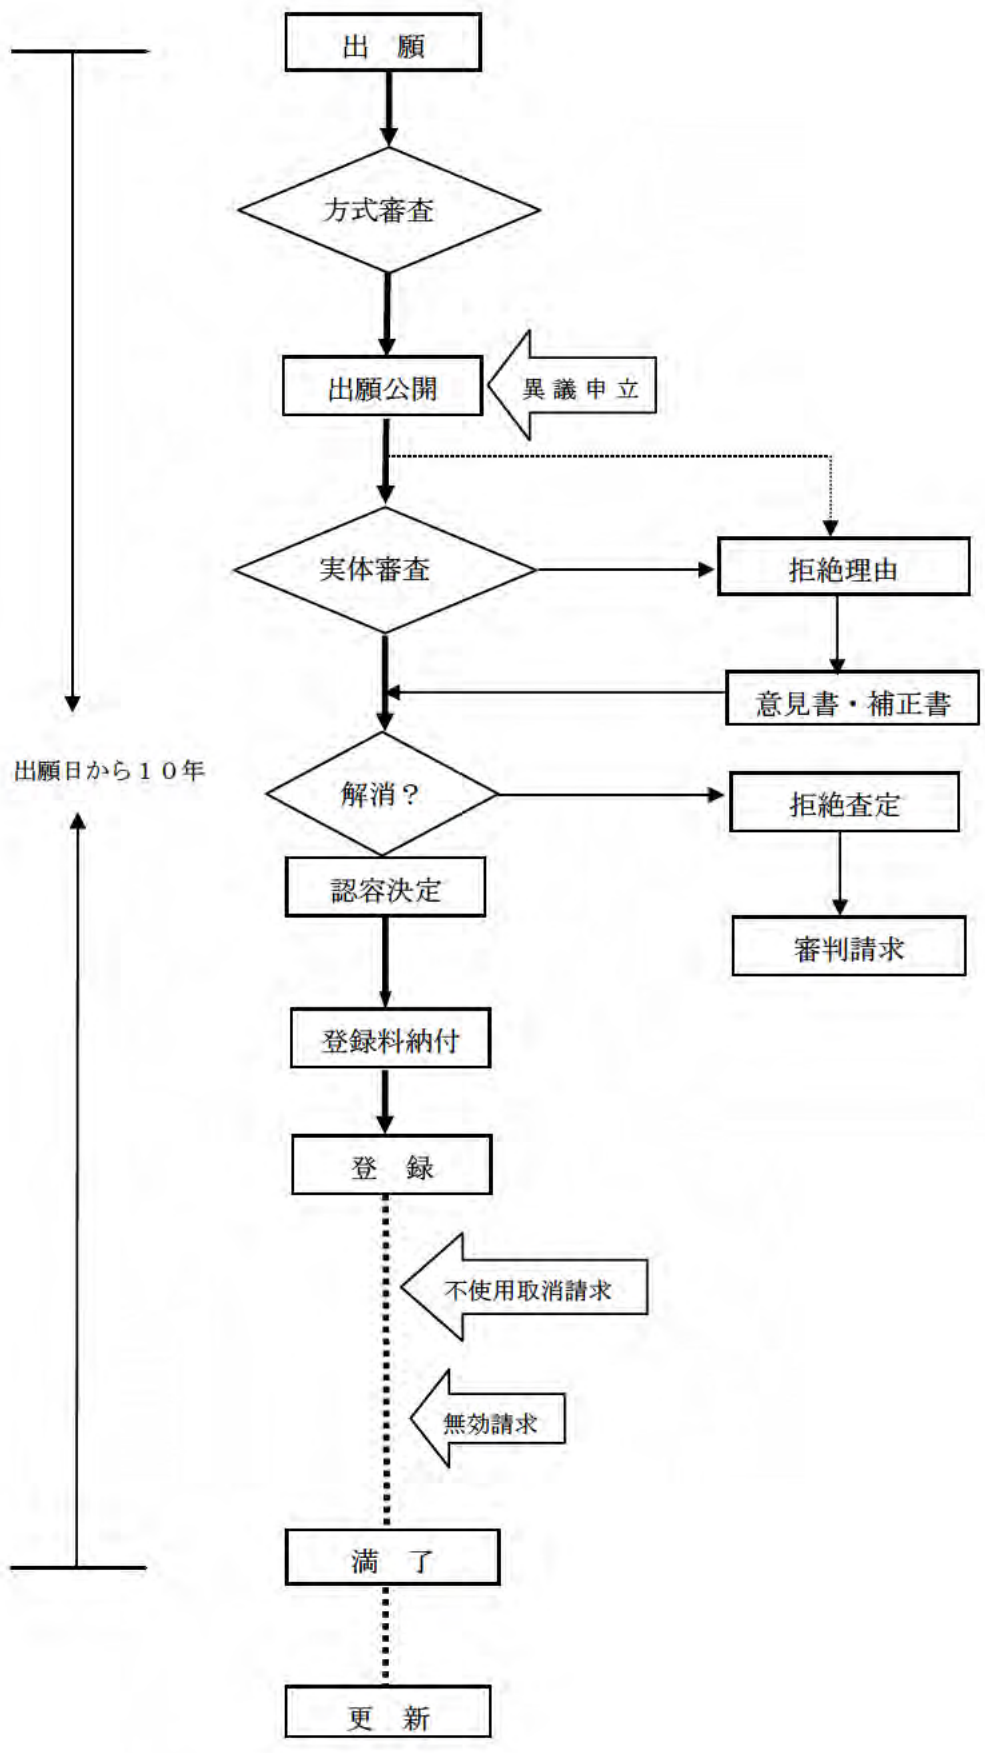 出　願
方式審査
出願公開
異議申立
実体審査
拒絶理由
意見書・補正書
出願日から１０年
解消？
拒絶査定
認容決定
審判請求
登録料納付
登　録
不使用取消請求
無効請求
満　了
更　新